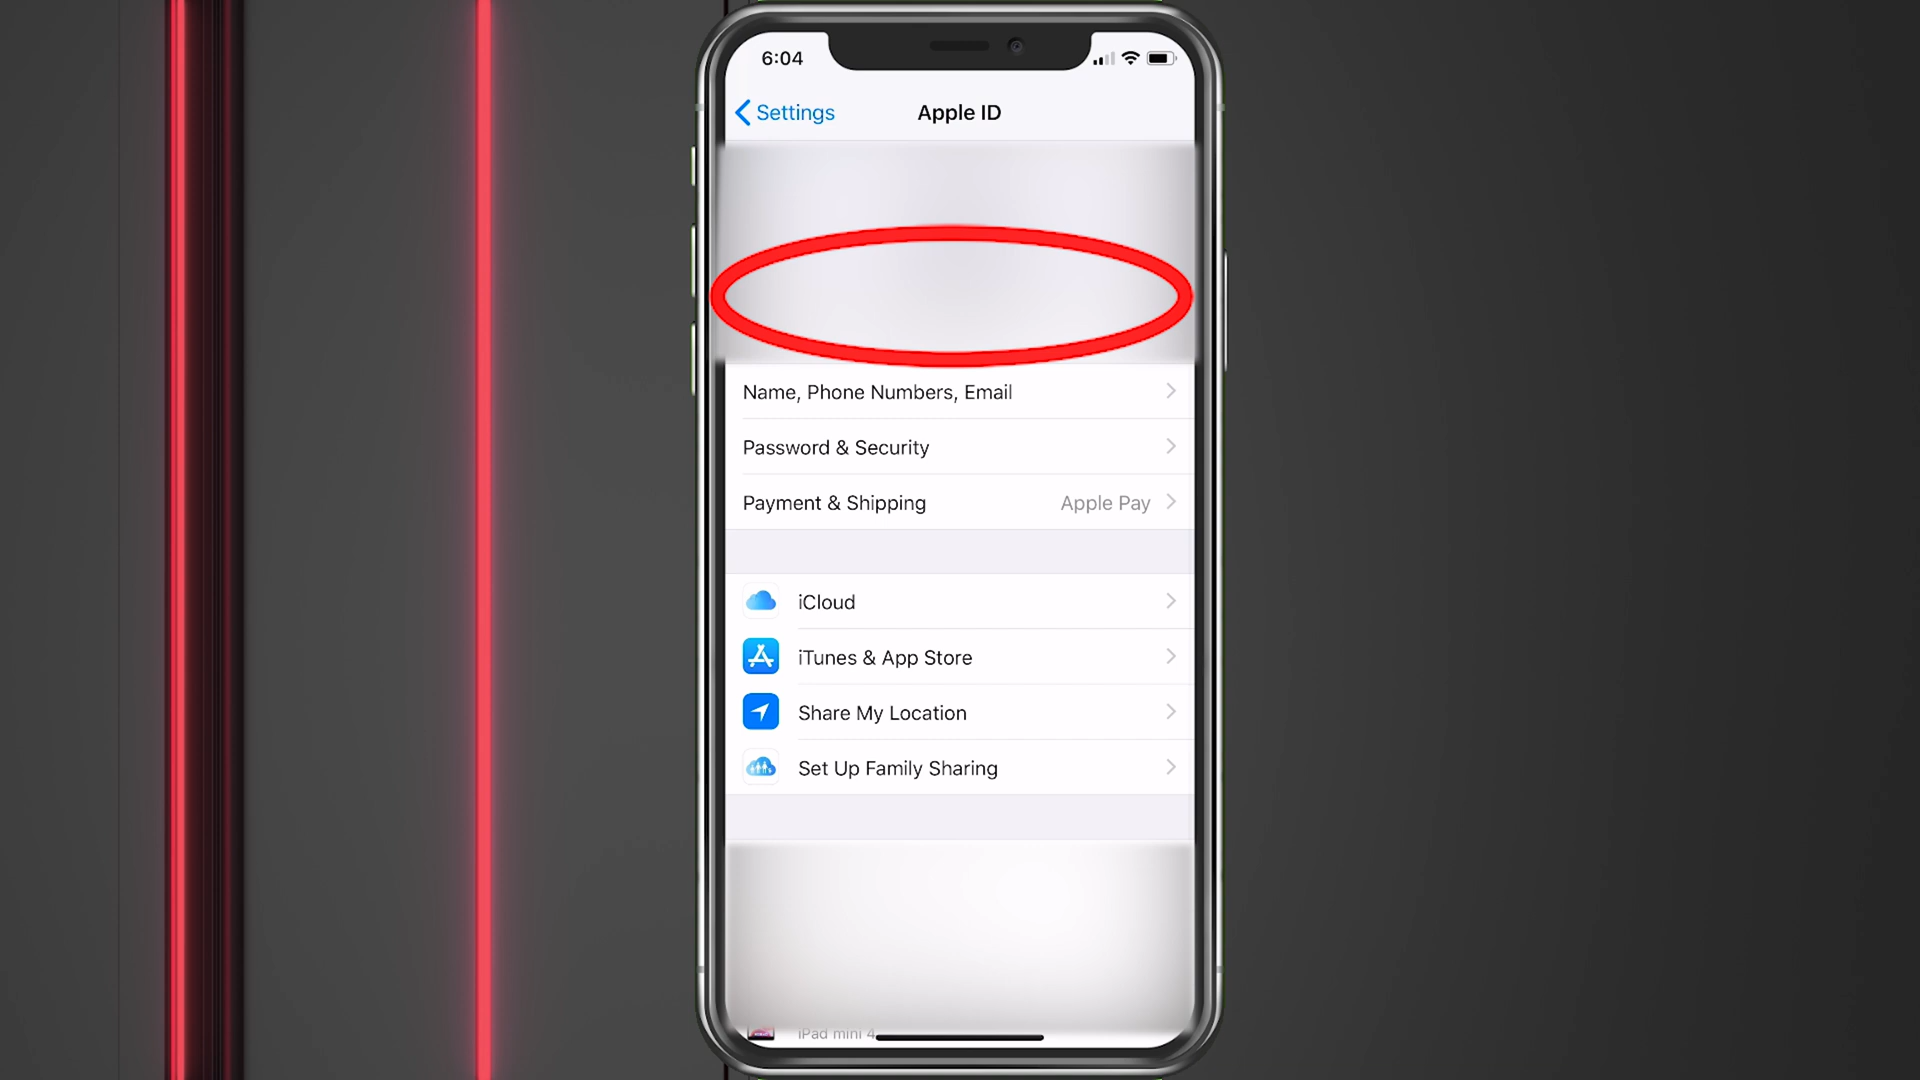 6:04
Settings
Apple ID
Name, Phone Numbers, Email
Password & Security
Payment & Shipping
Apple Pay
iCloud
iTunes & App Store
Share My Location
Set Up Family Sharing
iPad mini 4